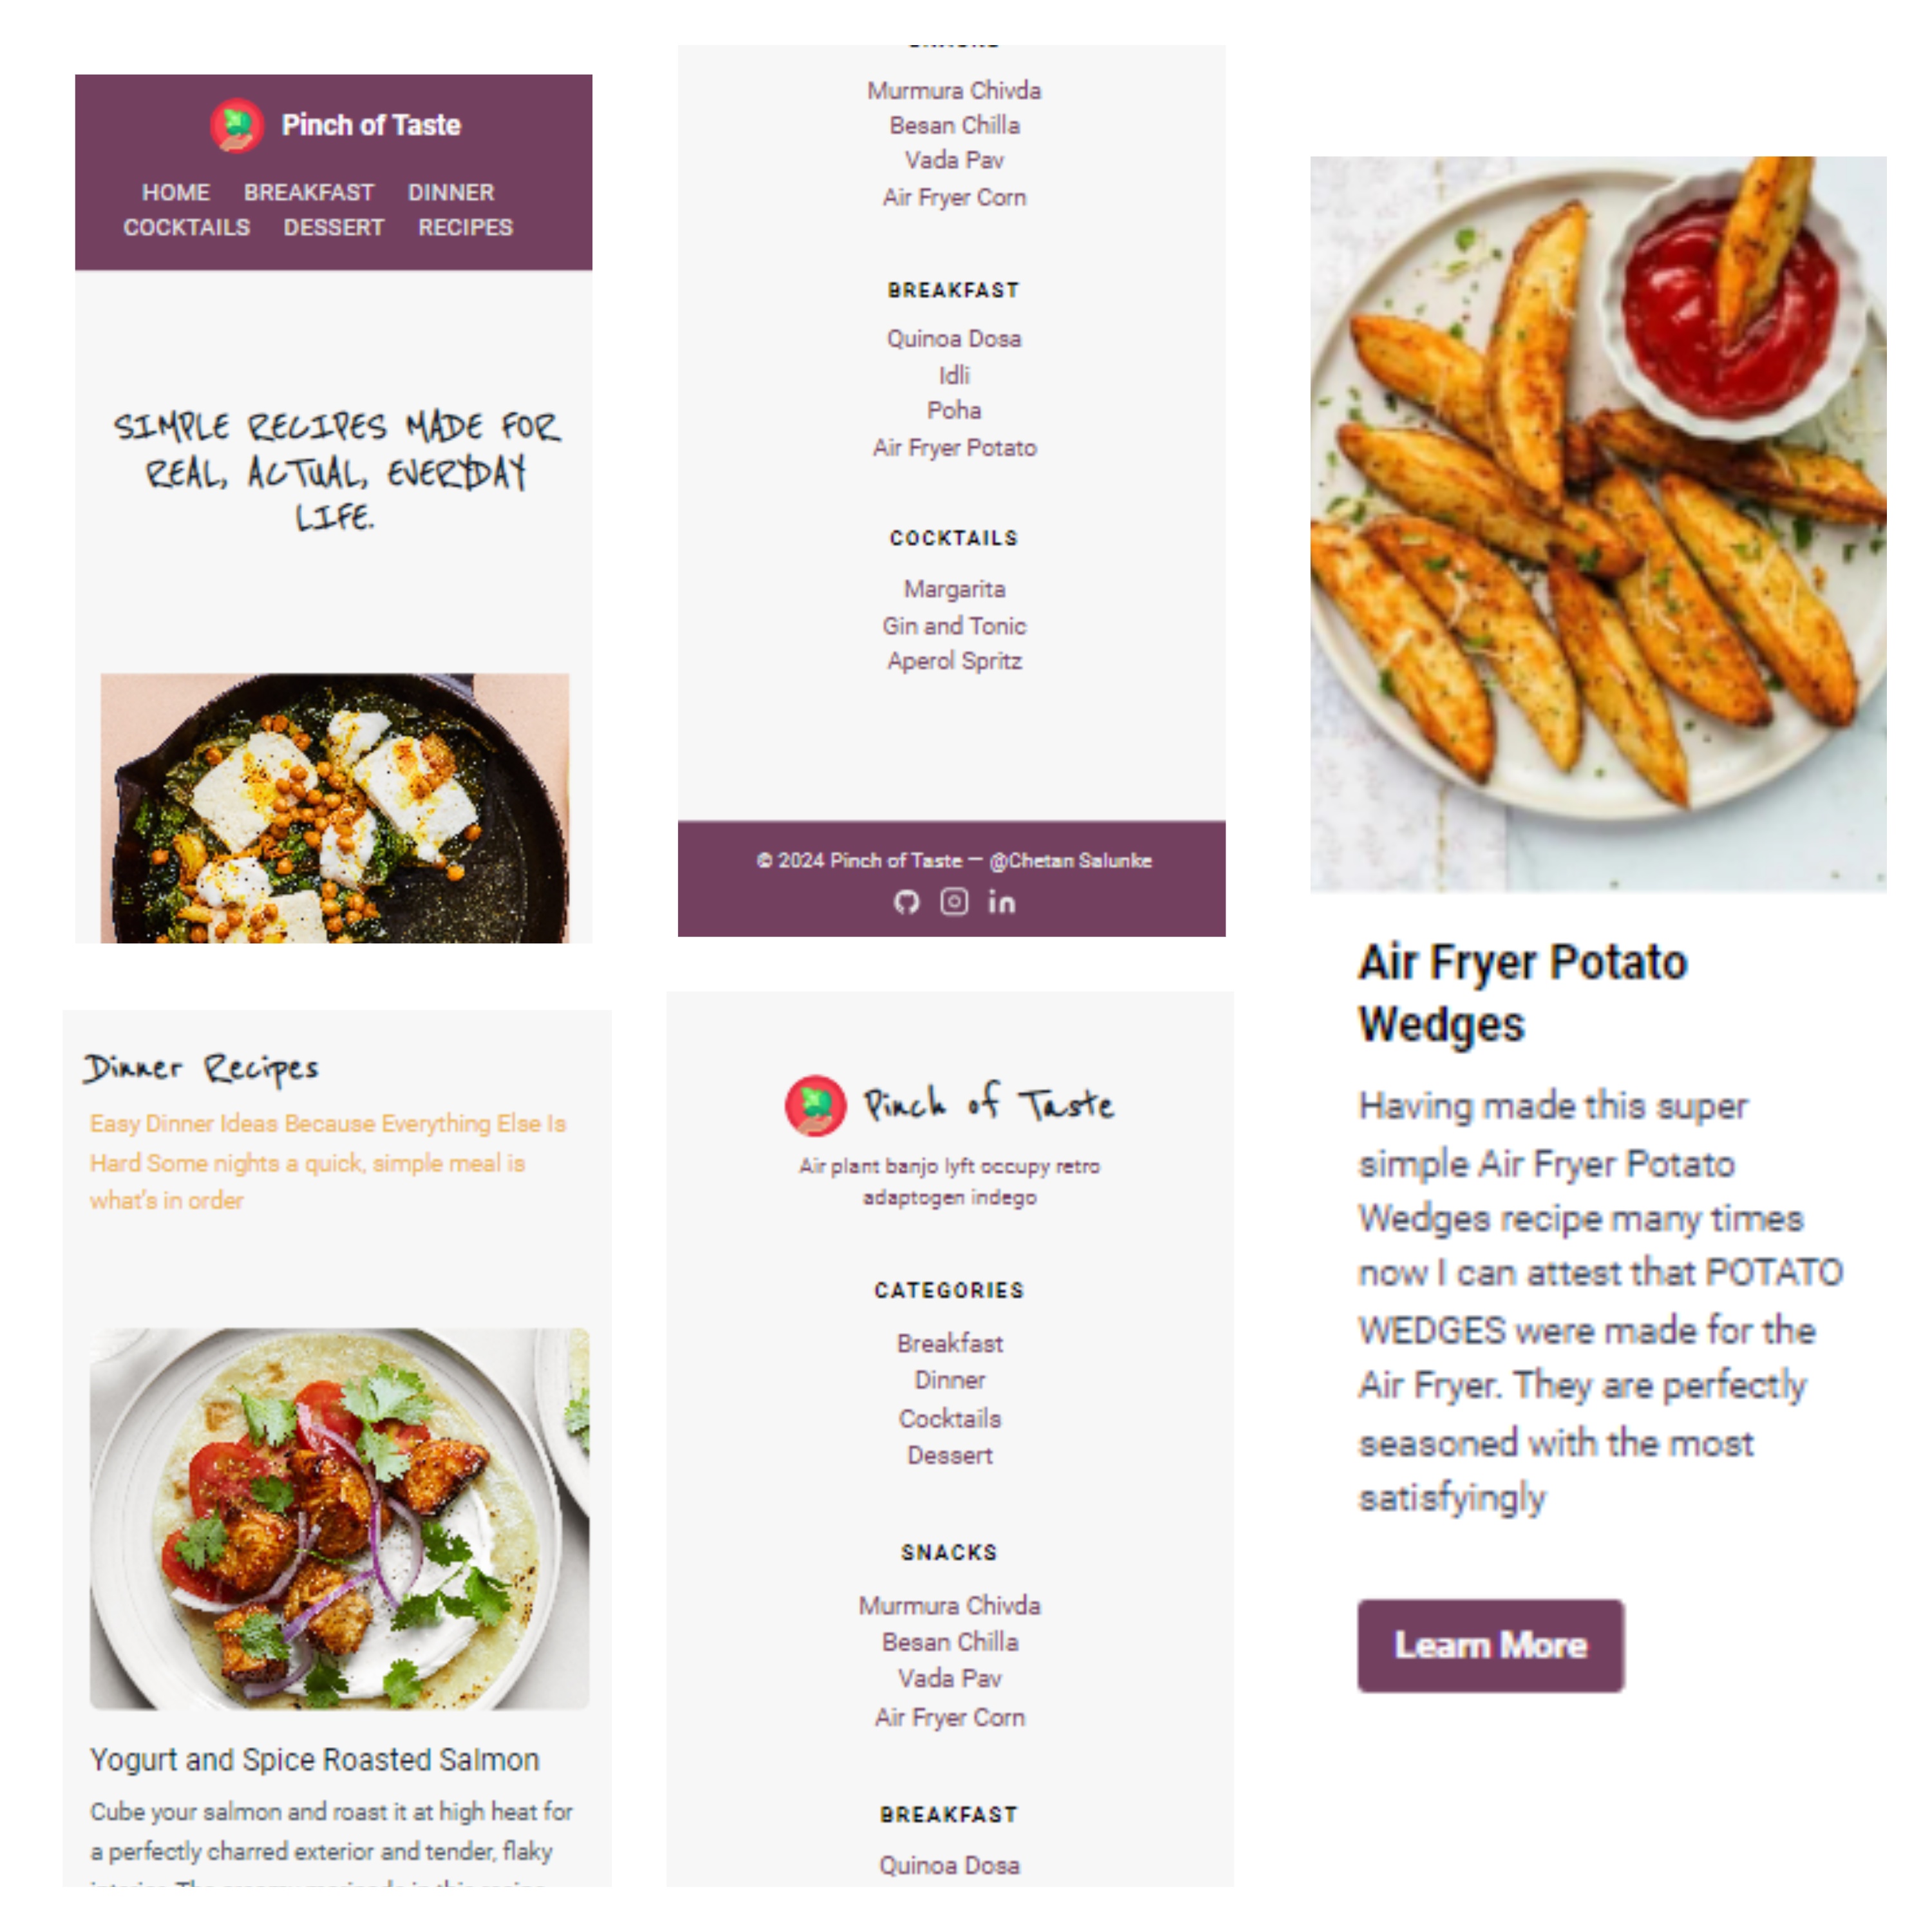 Pinch of Taste
HOME BREAKFAST DINNER
COCKTAILS DESSERT RECIPES
SIMPLE RECIPES MADE FOR
REAL, ACTUAL, EVERYDAY
LIFE.
Dinner Recipes
Easy Dinner Ideas Because Everything Else Is
Hard Some nights a quick, simple meal is
what's in order
Yogurt and Spice Roasted Salmon
Cube your salmon and roast it at high heat for
a perfectly charred exterior and tender, flaky
Murmura Chivda
Besan Chilla
Vada Pav
Air Fryer Corn
BREAKFAST
Quinoa Dosa
Idli
Poha
Air Fryer Potato
COCKTAILS
Margarita
Gin and Tonic
Aperol Spritz
© 2024 Pinch of Taste — @Chetan Salunke
in
Pinch of Taste
Air plant banjo lyft occupy retro
adaptogen indego
CATEGORIES
Breakfast
Dinner
Cocktails
Dessert
SNACKS
Murmura Chivda
Besan Chilla
Vada Pav
Air Fryer Corn
BREAKFAST
Quinoa Dosa
Air Fryer Potato
Wedges
Having made this super
simple Air Fryer Potato
Wedges recipe many times
now I can attest that POTATO
WEDGES were made for the
Air Fryer. They are perfectly
seasoned with the most
satisfyingly
Learn More